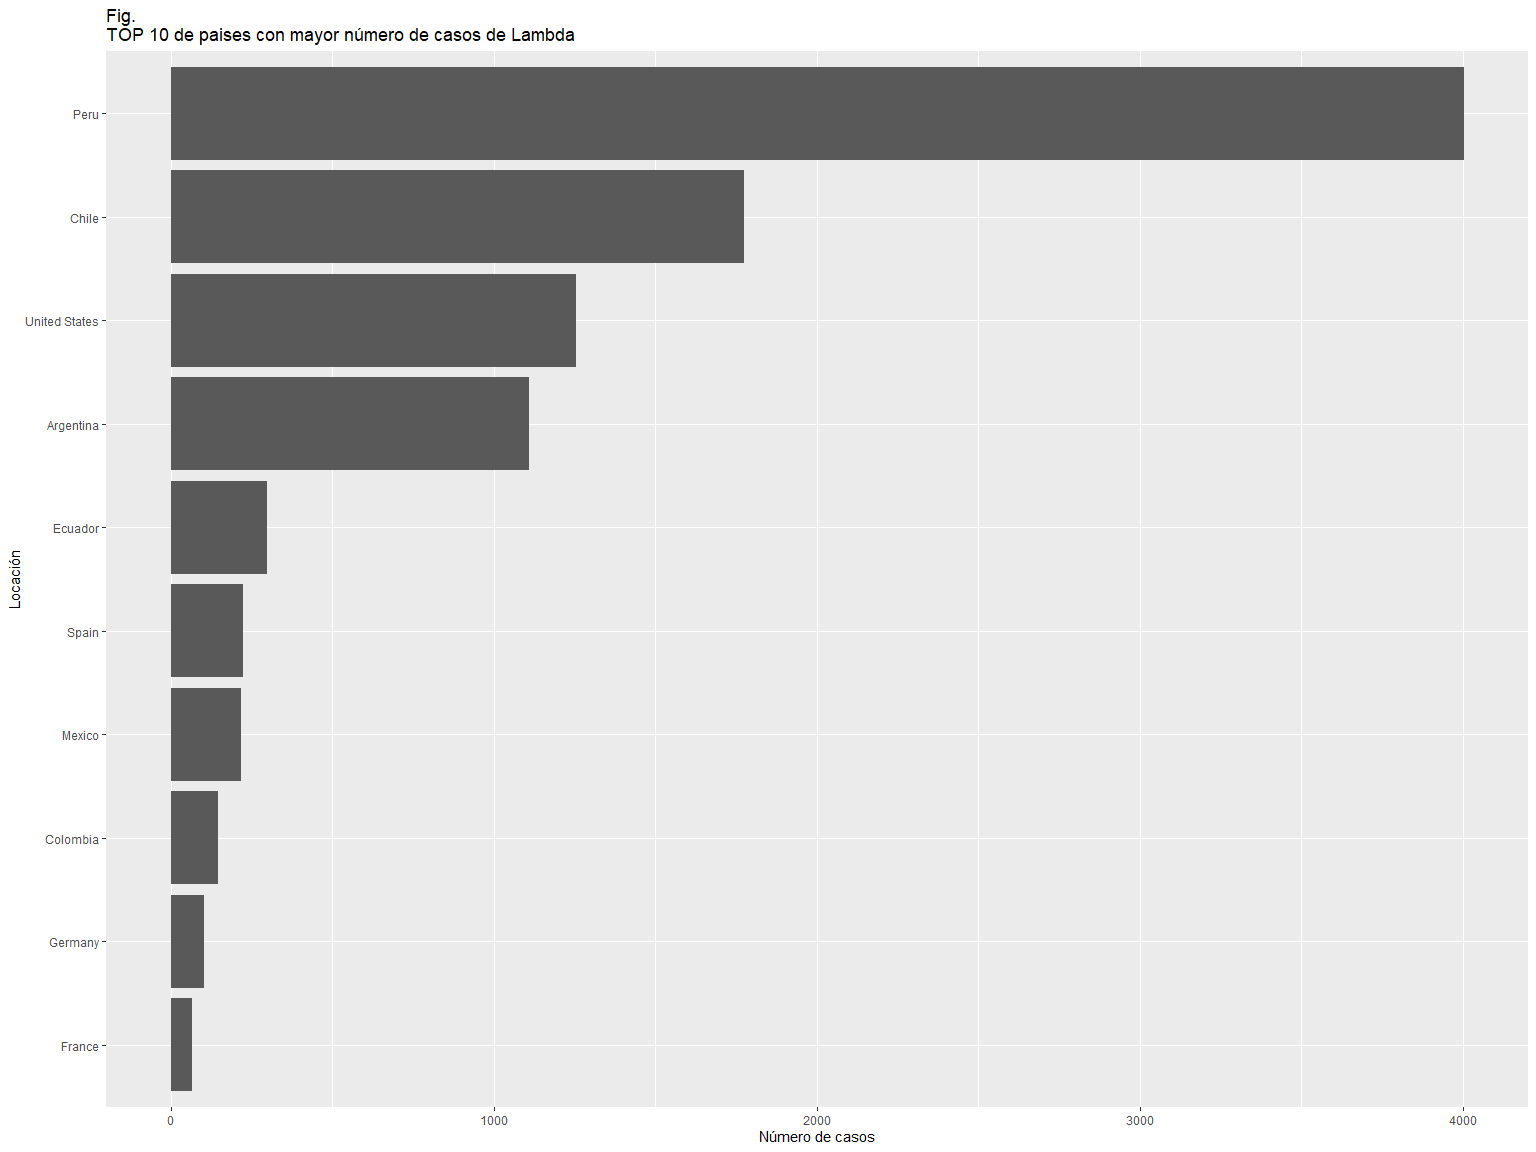 Fig.
TOP 10 de paises con mayor número de casos de Lambda
Peru
Chile
United States
Argentina
Ecuador
Spain
Mexico
Colombia
Germany
France
Locación
0 1000 2000 3000 4000
Número de casos